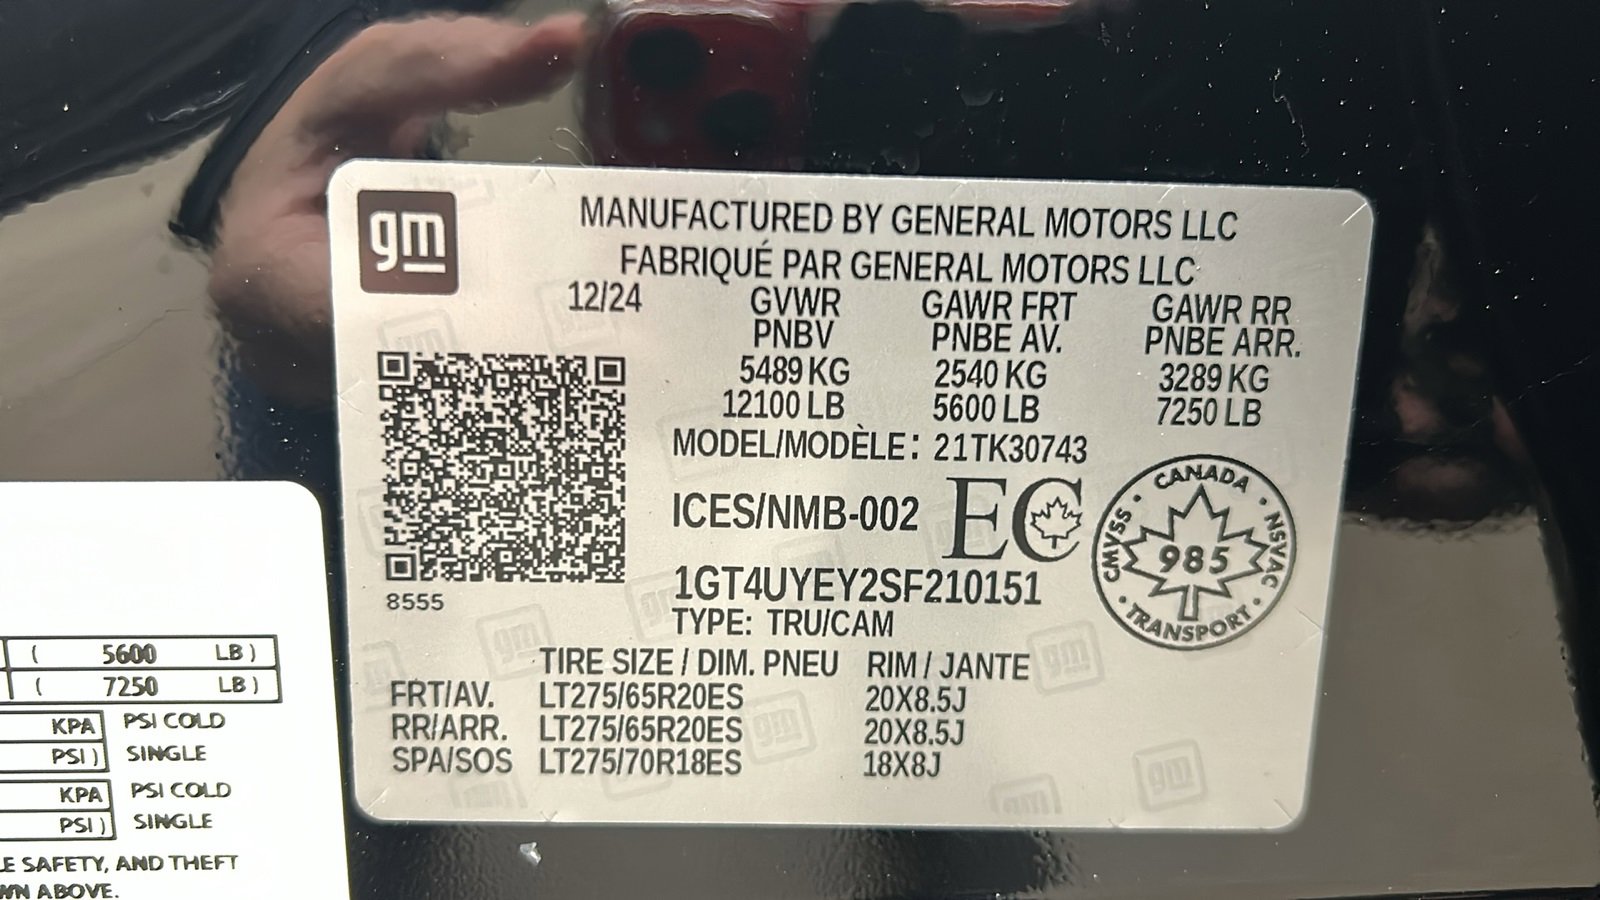 gm
MANUFACTURED BY GENERAL MOTORS LLC
FABRIQUÉ PAR GENERAL MOTORS LLC
12/24 GVWR GAWR FRT GAWR RR
PNBV PNBE AV. PNBE ARR.
5489 KG 2540 KG 3289 KG
12100 LB 5600 LB 7250 LB
MODEL/MODÈLE: 21TK30743
ICES/NMB-002 EC
CANADA
CMVSS 985 NSVAC
TRANSPORT
1GT4UYEY2SF210151
8555
TYPE: TRU/CAM
TIRE SIZE / DIM. PNEU RIM / JANTE
FRT/AV. LT275/65R20ES 20X8.5J
RR/ARR. LT275/65R20ES 20X8.5J
SPA/SOS LT275/70R18ES 18X8J
( 5600 LB )
( 7250 LB )
KPA PSI COLD
PSI ) SINGLE
KPA PSI COLD
PSI ) SINGLE
LE SAFETY, AND THEFT
WN ABOVE.